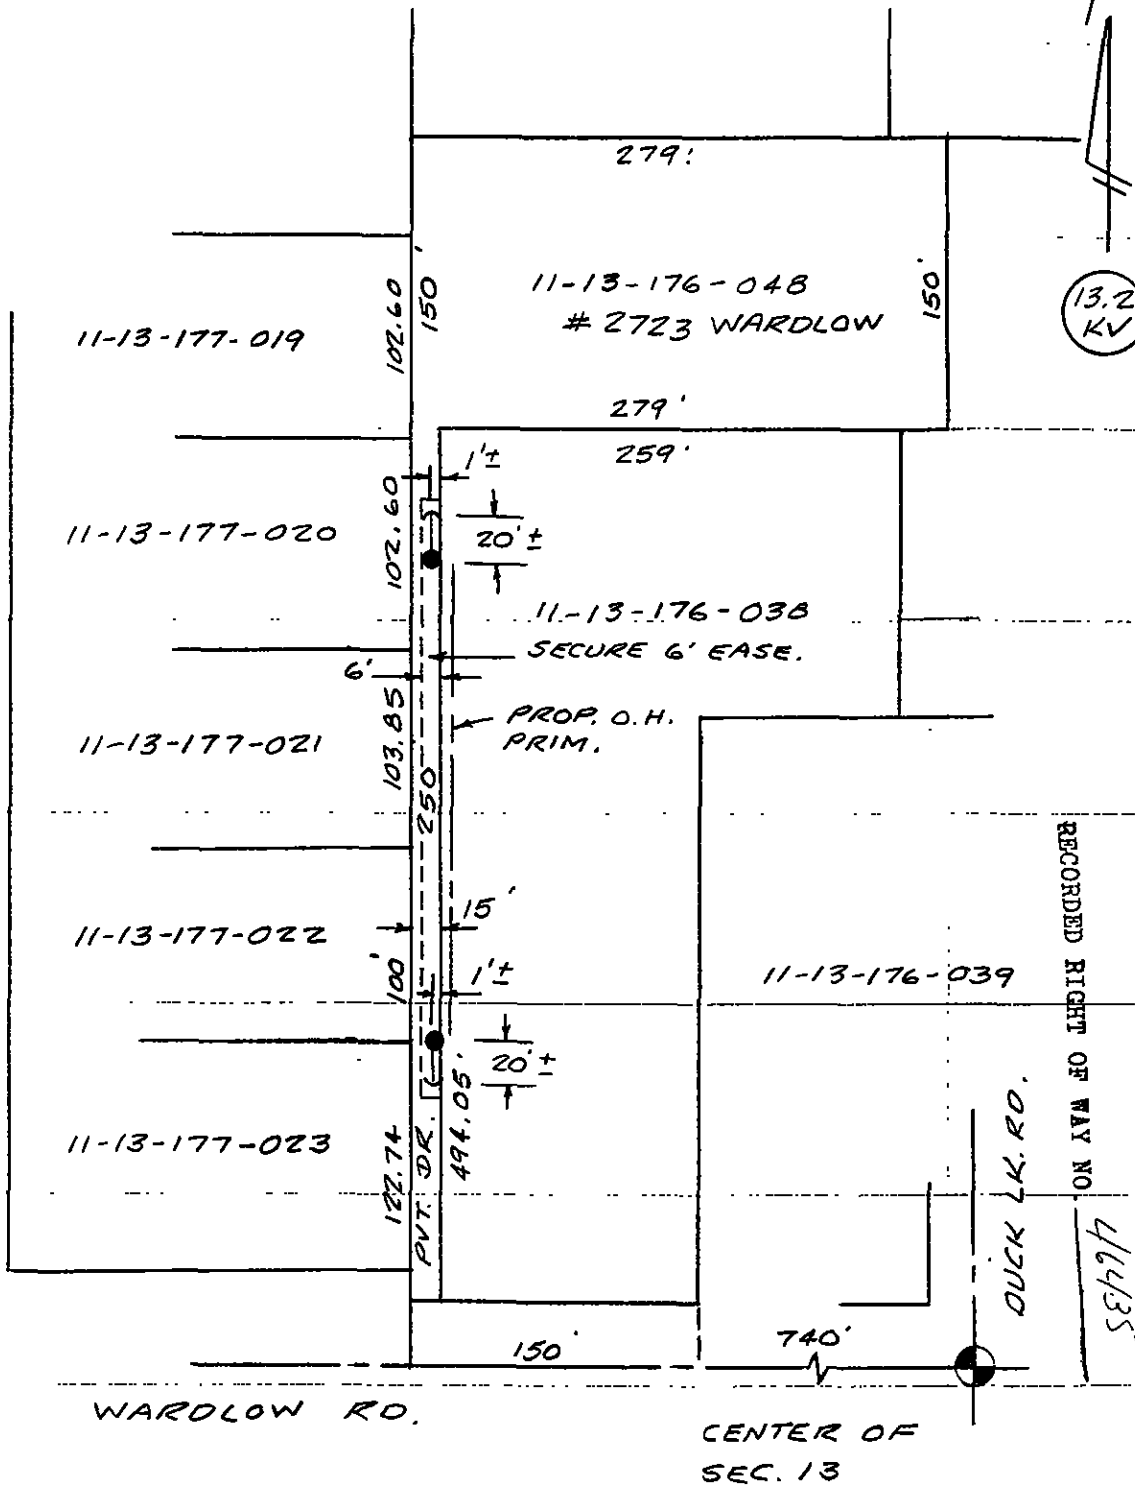 279'
11-13-176-048
# 2723 WARDLOW
150'
102.60
150'
13.2
KV
11-13-177-019
279'
259'
1'±
102.60
20'±
11-13-177-020
11-13-176-038
SECURE 6' EASE.
6'
PROP. O.H.
PRIM.
103.85
250
11-13-177-021
15'
11-13-177-022
100'
1'±
11-13-176-039
20'±
494.05'
11-13-177-023
122.74
PVT. DR.
DUCK LK. RD.
RECORDED RIGHT OF WAY NO.
150'
740'
WARDLOW RD.
CENTER OF
SEC. 13